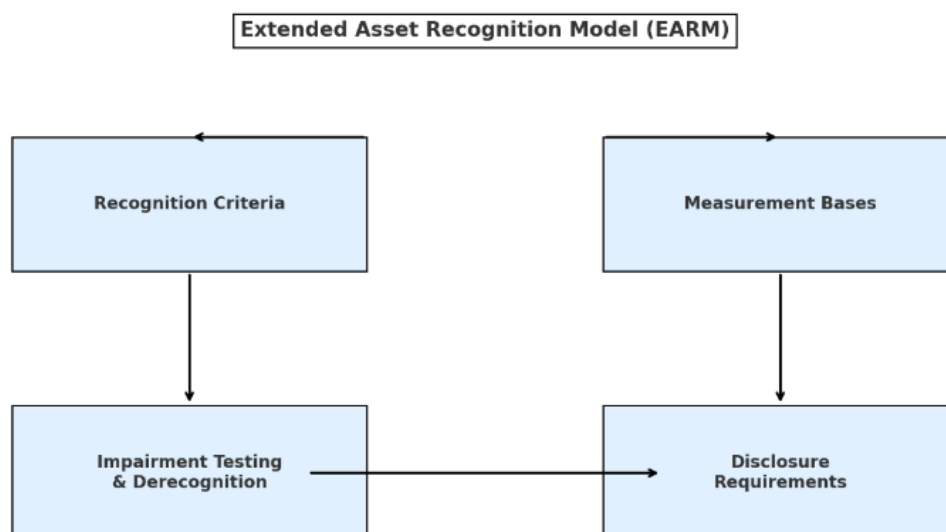 Extended Asset Recognition Model (EARM)
Recognition Criteria
Measurement Bases
Impairment Testing
& Derecognition
Disclosure
Requirements